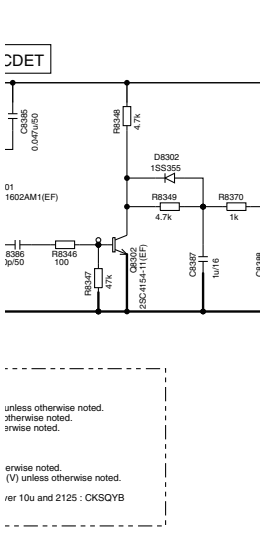 CDET
C8385
0.047u/50
R8348
4.7k
D8302
1SS355
01
1602AM1(EF)
R8349
4.7k
R8370
1k
8386
0p/50
R8346
100
R8347
47k
Q8302
2SC4154-11(EF)
C8387
1u/16
C8388
unless otherwise noted.
otherwise noted.
erwise noted.
erwise noted.
(V) unless otherwise noted.
ver 10u and 2125 : CKSQYB